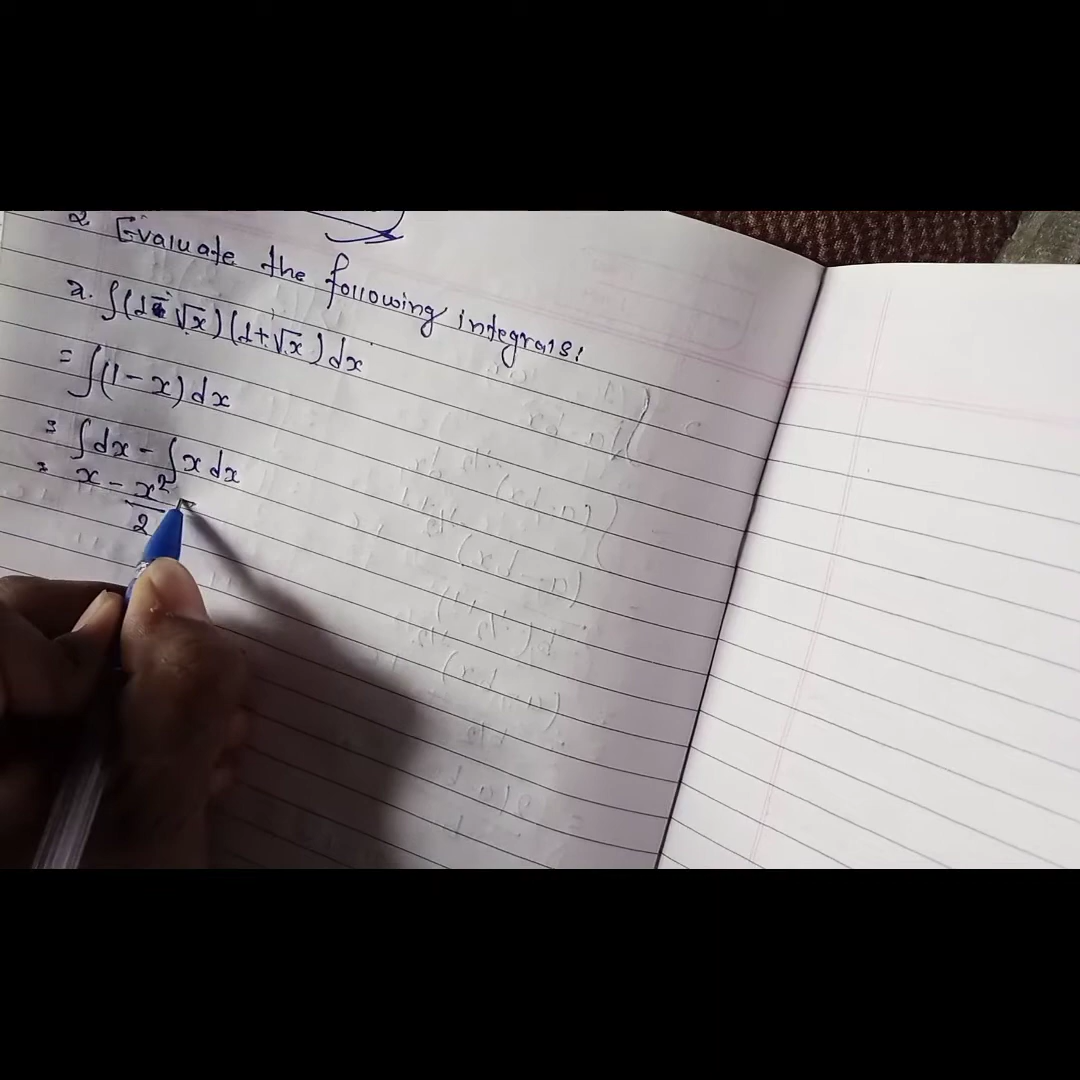 2 Evaluate the following integrals:
a. ∫(1-√x)(1+√x)dx
= ∫(1-x)dx
= ∫dx - ∫x dx
= x - x²/2